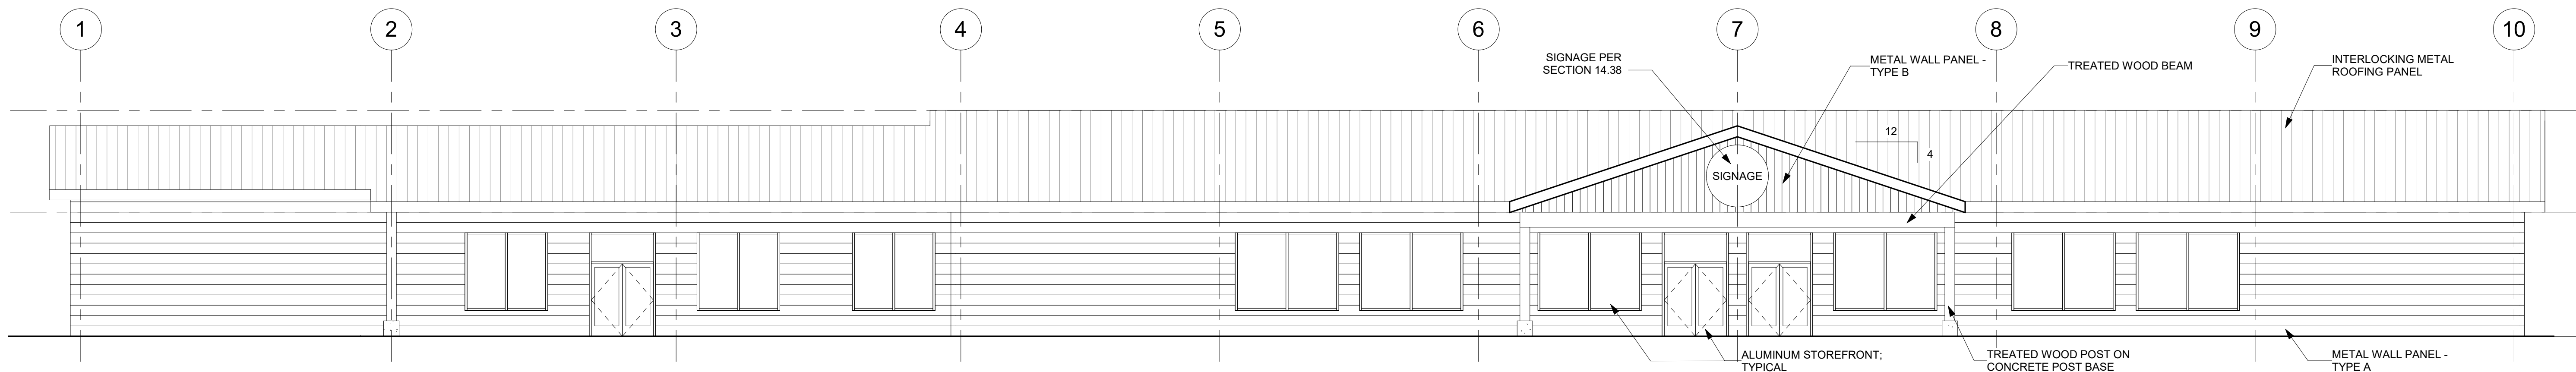 1 2 3 4 5 6 7 8 9 10
SIGNAGE PER
SECTION 14.38
METAL WALL PANEL -
TYPE B
TREATED WOOD BEAM
INTERLOCKING METAL
ROOFING PANEL
12
4
SIGNAGE
ALUMINUM STOREFRONT;
TYPICAL
TREATED WOOD POST ON
CONCRETE POST BASE
METAL WALL PANEL -
TYPE A